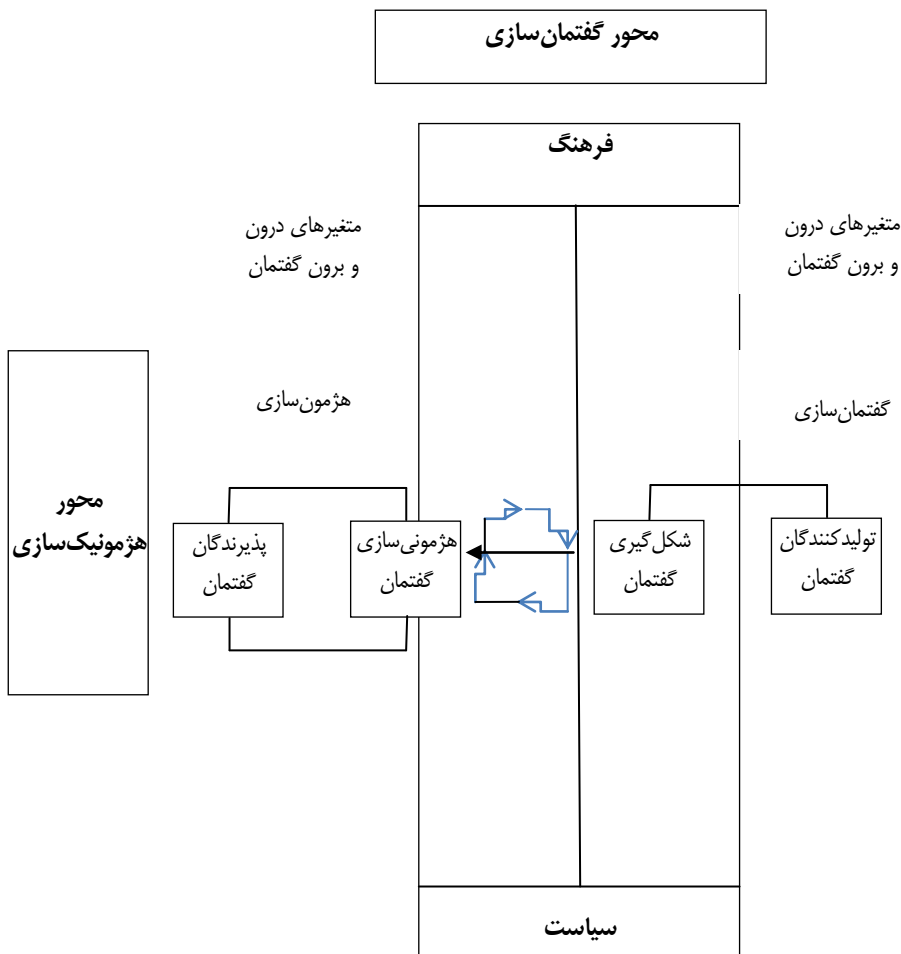 محور گفتمان‌سازی
فرهنگ
متغیرهای درون
و برون گفتمان
متغیرهای درون
و برون گفتمان
گفتمان‌سازی
هژمون‌سازی
تولیدکنندگان
گفتمان
شکل‌گیری
گفتمان
هژمونی‌سازی
گفتمان
پذیرندگان
گفتمان
محور
هژمونیک‌سازی
سیاست